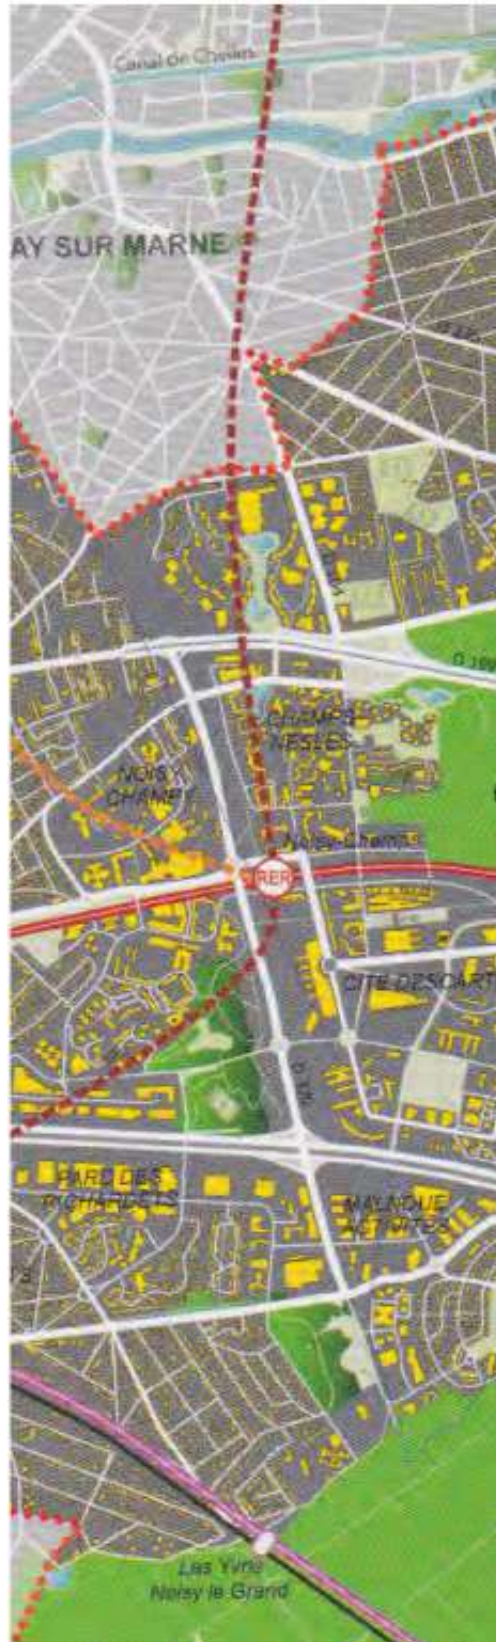 Canal de Chelles
AY SUR MARNE
CHAMPS
NESLES
NOISY
CHAMPS
Noisy-Champs
RER
CITE DESCART
PARC DES
RICHARDETS
MALNOUE
ACTIVITES
Les Yvris
Noisy le Grand